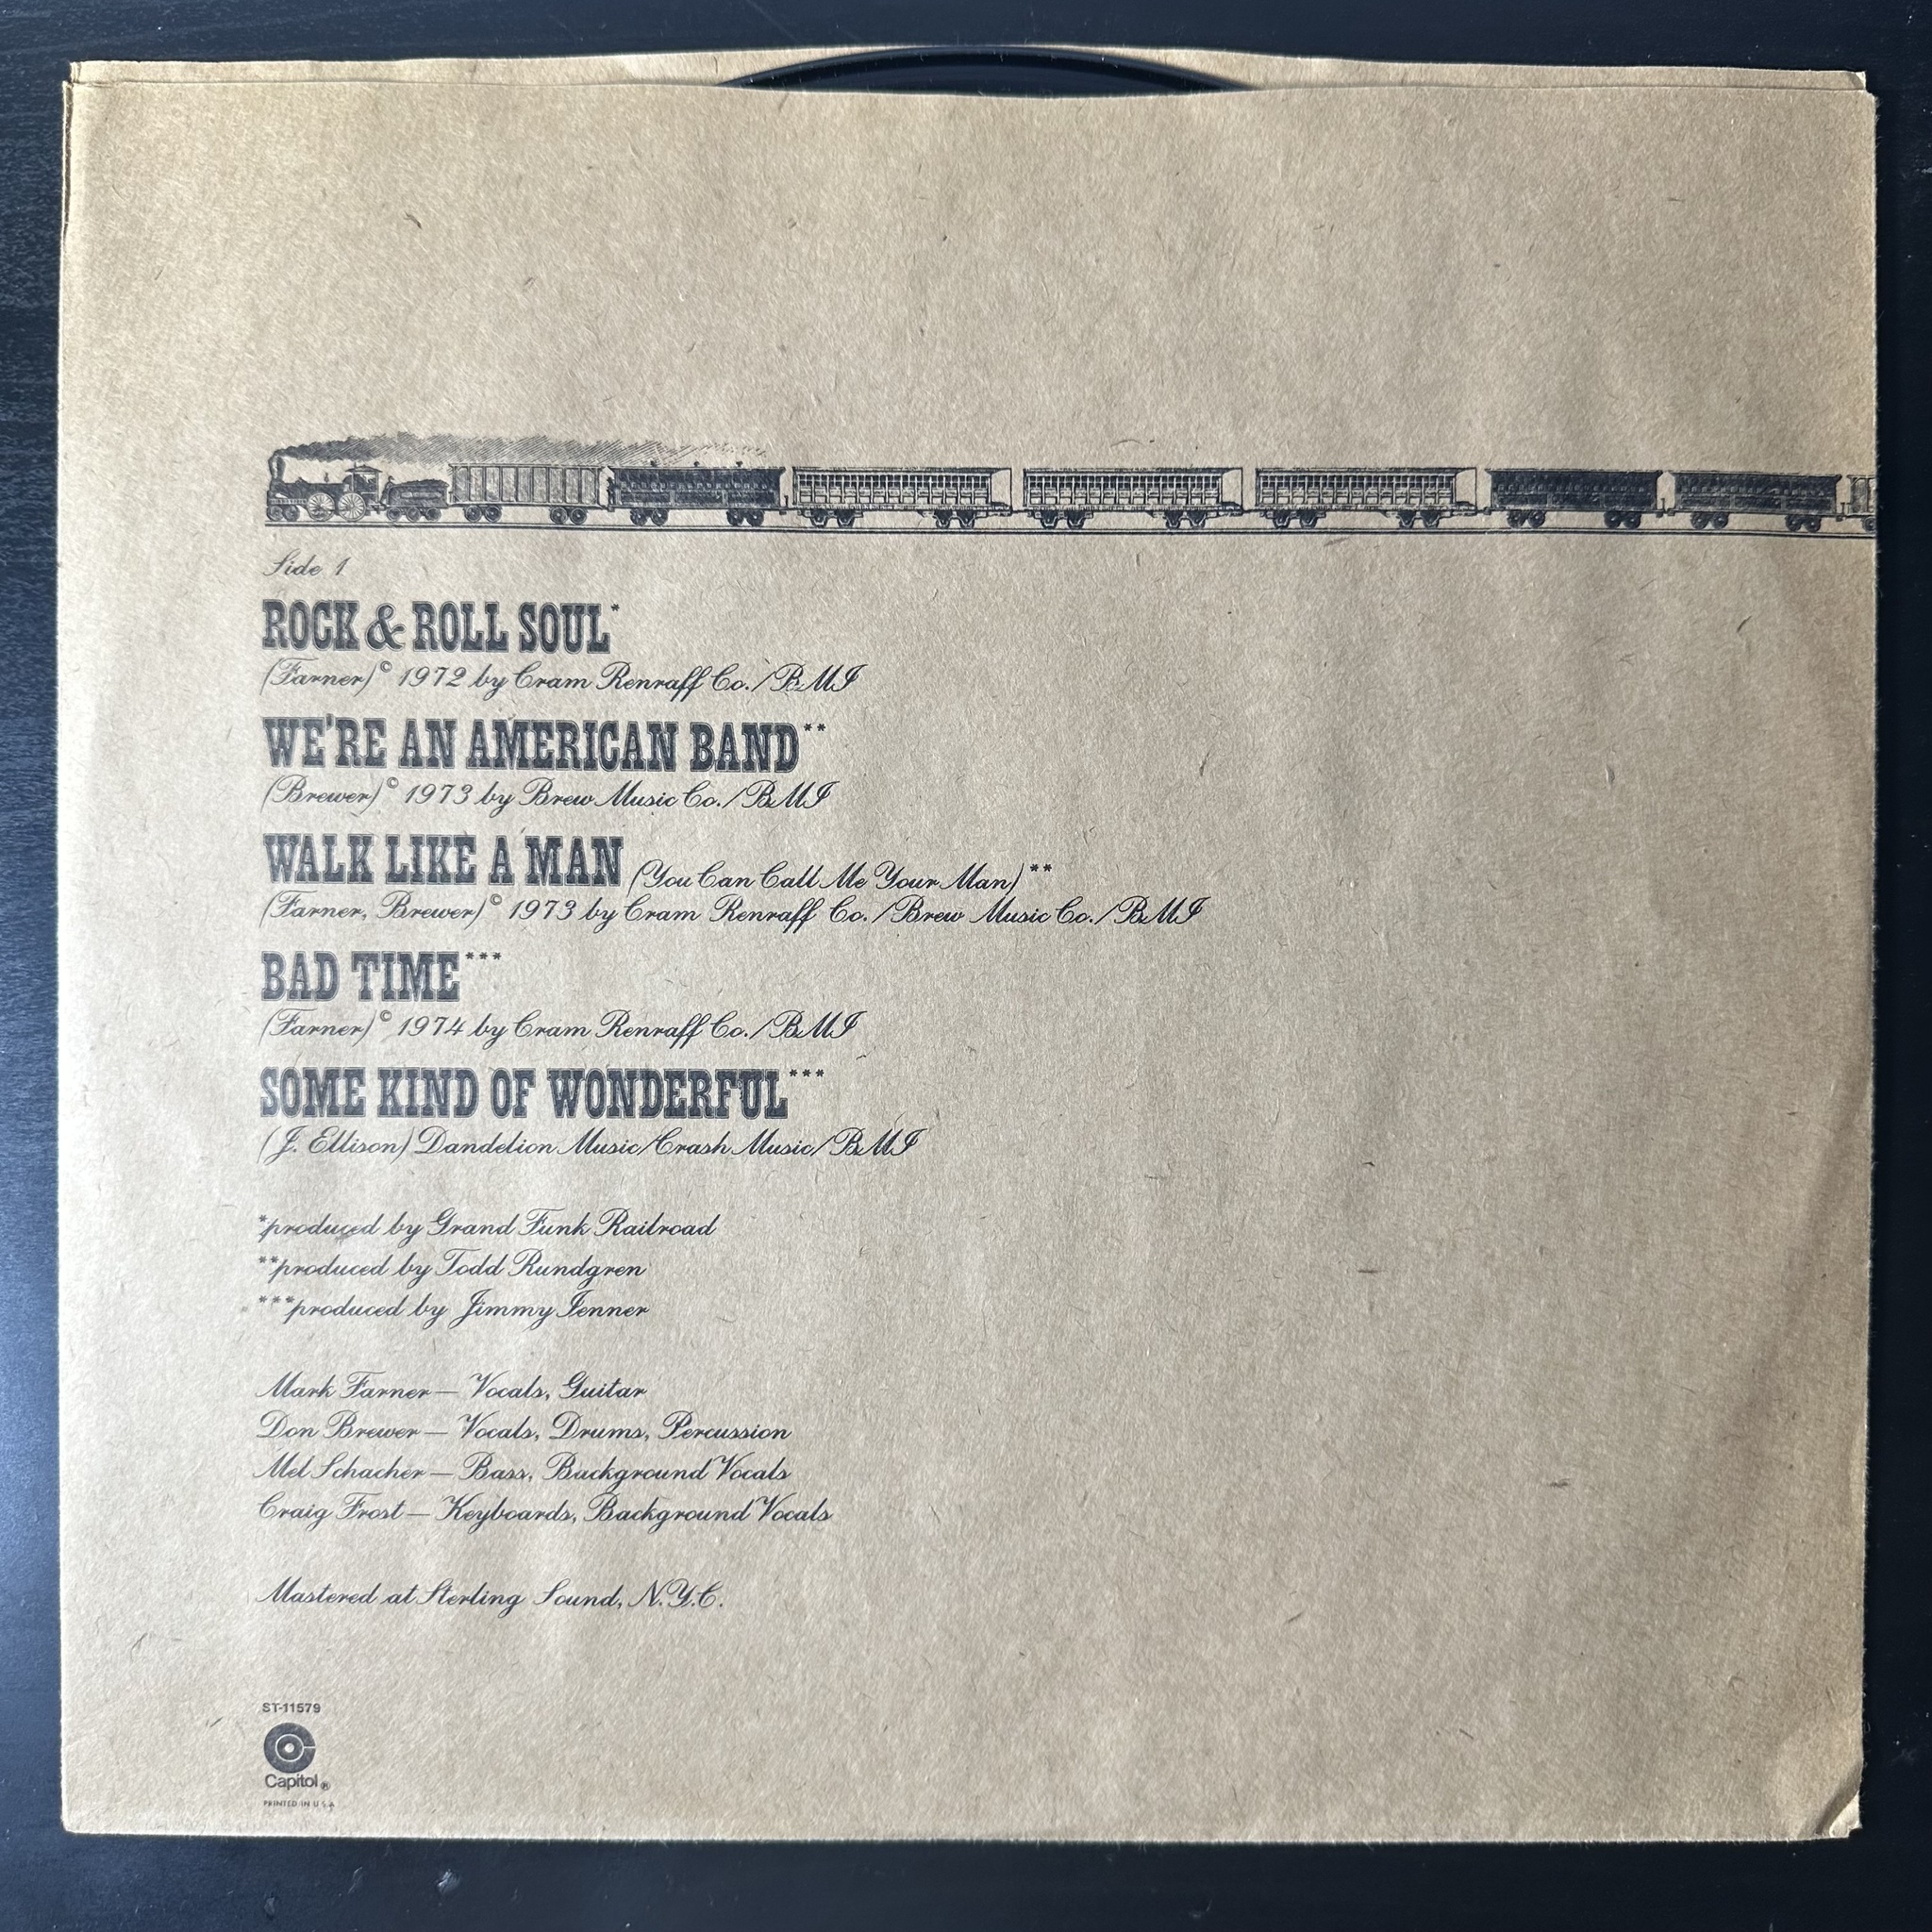 Side 1
ROCK & ROLL SOUL*
(Farner)© 1972 by Cram Renraff Co./BMI
WE'RE AN AMERICAN BAND**
(Brewer)© 1973 by Brew Music Co./BMI
WALK LIKE A MAN (You Can Call Me Your Man)**
(Farner, Brewer)© 1973 by Cram Renraff Co./Brew Music Co./BMI
BAD TIME***
(Farner)© 1974 by Cram Renraff Co./BMI
SOME KIND OF WONDERFUL***
(J. Ellison) Dandelion Music/Crash Music/BMI
*produced by Grand Funk Railroad
**produced by Todd Rundgren
***produced by Jimmy Ienner
Mark Farner — Vocals, Guitar
Don Brewer — Vocals, Drums, Percussion
Mel Schacher — Bass, Background Vocals
Craig Frost — Keyboards, Background Vocals
Mastered at Sterling Sound, N.Y.C.
ST-11579
Capitol®
PRINTED IN U.S.A.